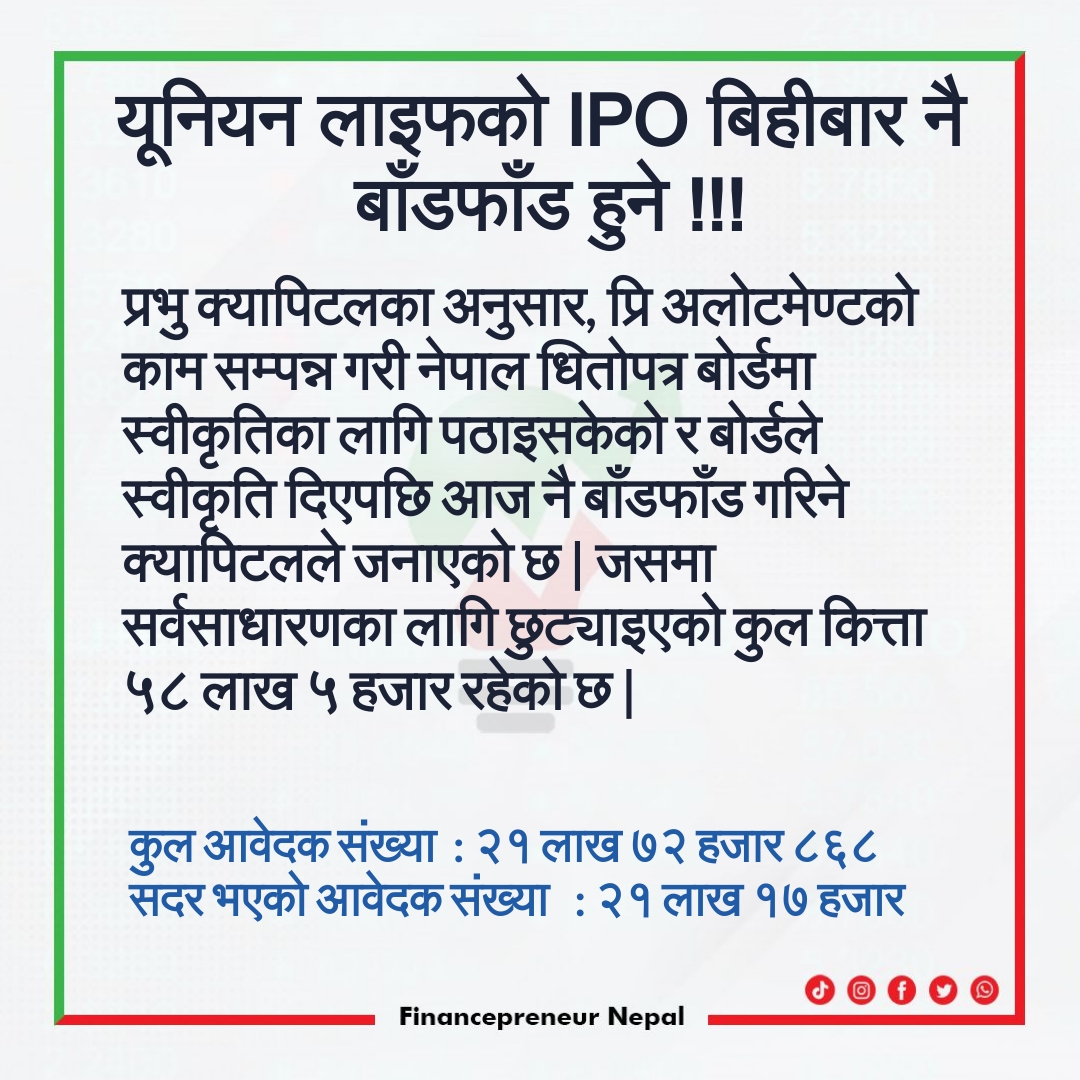 यूनियन लाइफको IPO बिहीबार नै
बाँडफाँड हुने !!!
प्रभु क्यापिटलका अनुसार, प्रि अलोटमेण्टको
काम सम्पन्न गरी नेपाल धितोपत्र बोर्डमा
स्वीकृतिका लागि पठाइसकेको र बोर्डले
स्वीकृति दिएपछि आज नै बाँडफाँड गरिने
क्यापिटलले जनाएको छ | जसमा
सर्वसाधारणका लागि छुट्याइएको कुल कित्ता
५८ लाख ५ हजार रहेको छ |
कुल आवेदक संख्या : २१ लाख ७२ हजार ८६८
सदर भएको आवेदक संख्या : २१ लाख १७ हजार
Financepreneur Nepal